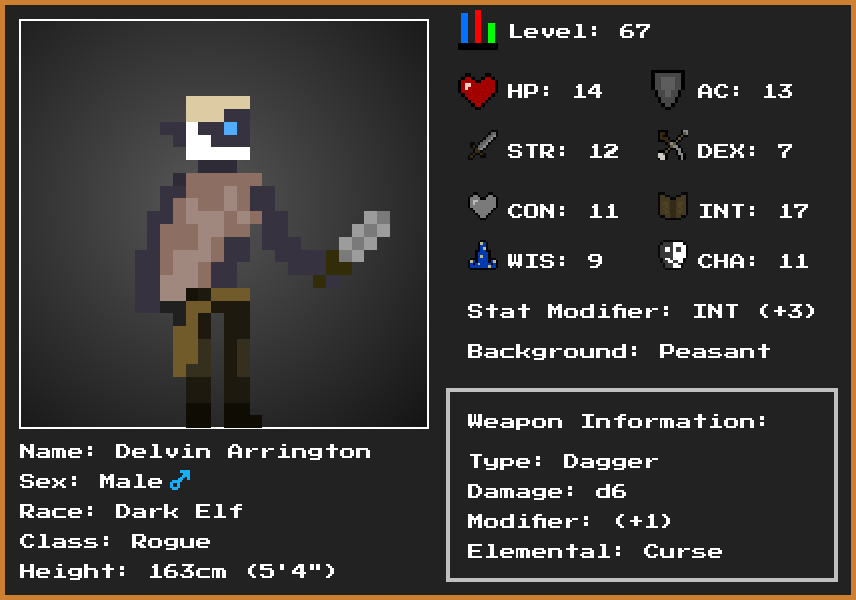 Level: 67
HP: 14 AC: 13
STR: 12 DEX: 7
CON: 11 INT: 17
WIS: 9 CHA: 11
Stat Modifier: INT (+3)
Background: Peasant
Weapon Information:
Type: Dagger
Damage: d6
Modifier: (+1)
Elemental: Curse
Name: Delvin Arrington
Sex: Male♂
Race: Dark Elf
Class: Rogue
Height: 163cm (5'4")